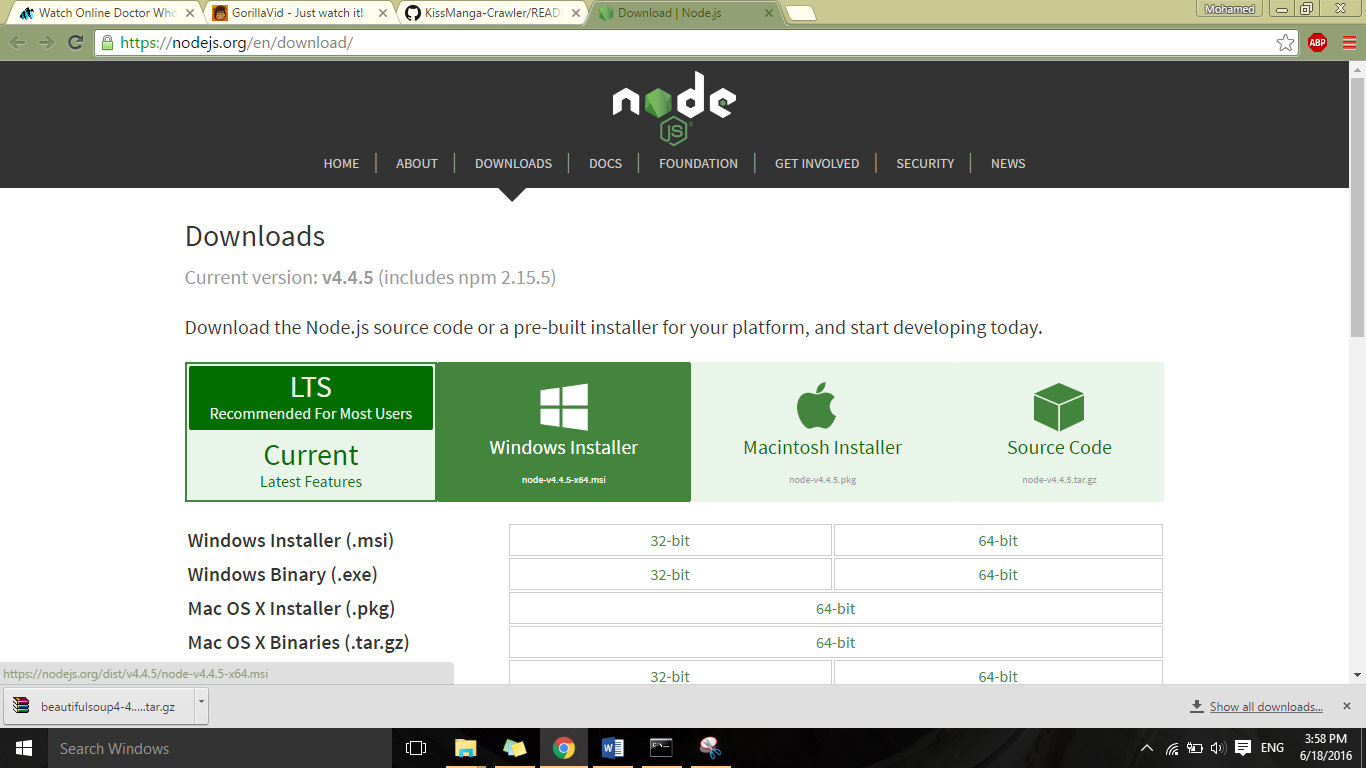 Watch Online Doctor Who
GorillaVid - Just watch it!
KissManga-Crawler/READ
Download | Node.js
Mohamed
https://nodejs.org/en/download/
ABP
node
JS
HOME
ABOUT
DOWNLOADS
DOCS
FOUNDATION
GET INVOLVED
SECURITY
NEWS
Downloads
Current version: v4.4.5 (includes npm 2.15.5)
Download the Node.js source code or a pre-built installer for your platform, and start developing today.
LTS
Recommended For Most Users
Current
Latest Features
Windows Installer
node-v4.4.5-x64.msi
Macintosh Installer
node-v4.4.5.pkg
Source Code
node-v4.4.5.tar.gz
Windows Installer (.msi) 32-bit 64-bit
Windows Binary (.exe) 32-bit 64-bit
Mac OS X Installer (.pkg) 64-bit
Mac OS X Binaries (.tar.gz) 64-bit
32-bit 64-bit
https://nodejs.org/dist/v4.4.5/node-v4.4.5-x64.msi
beautifulsoup4-4.....tar.gz
Show all downloads...
Search Windows
ENG
3:58 PM
6/18/2016